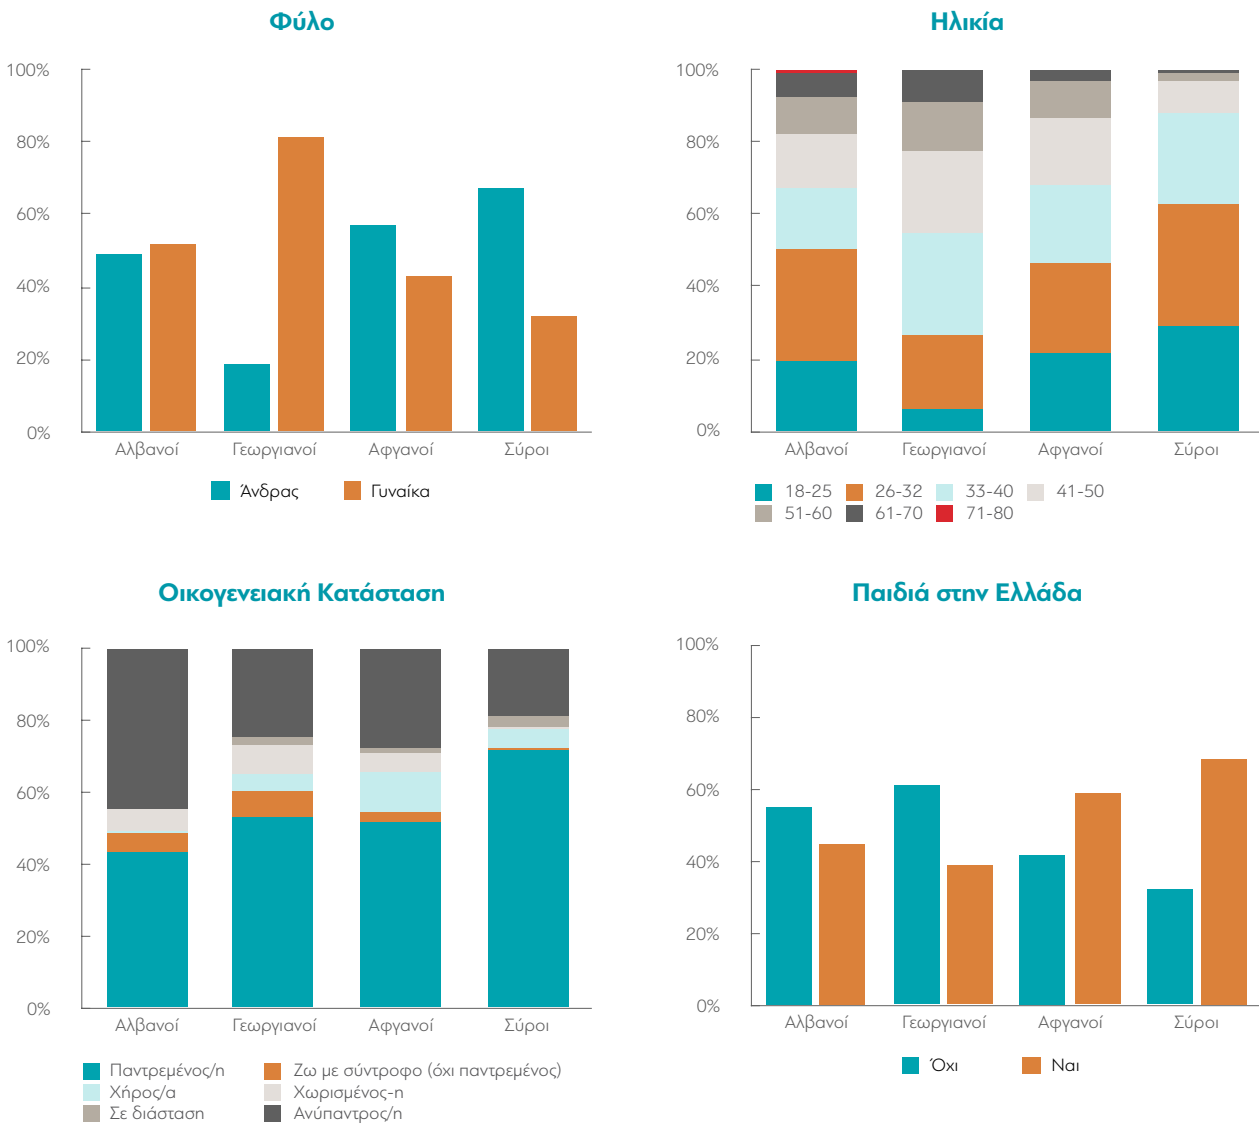 Φύλο
100%
80%
60%
40%
20%
0%
Αλβανοί Γεωργιανοί Αφγανοί Σύροι
Άνδρας Γυναίκα
Ηλικία
100%
80%
60%
40%
20%
0%
Αλβανοί Γεωργιανοί Αφγανοί Σύροι
18-25 26-32 33-40 41-50
51-60 61-70 71-80
Οικογενειακή Κατάσταση
100%
80%
60%
40%
20%
0%
Αλβανοί Γεωργιανοί Αφγανοί Σύροι
Παντρεμένος/η Ζω με σύντροφο (όχι παντρεμένος)
Χήρος/α Χωρισμένος-η
Σε διάσταση Ανύπαντρος/η
Παιδιά στην Ελλάδα
100%
80%
60%
40%
20%
0%
Αλβανοί Γεωργιανοί Αφγανοί Σύροι
Όχι Ναι